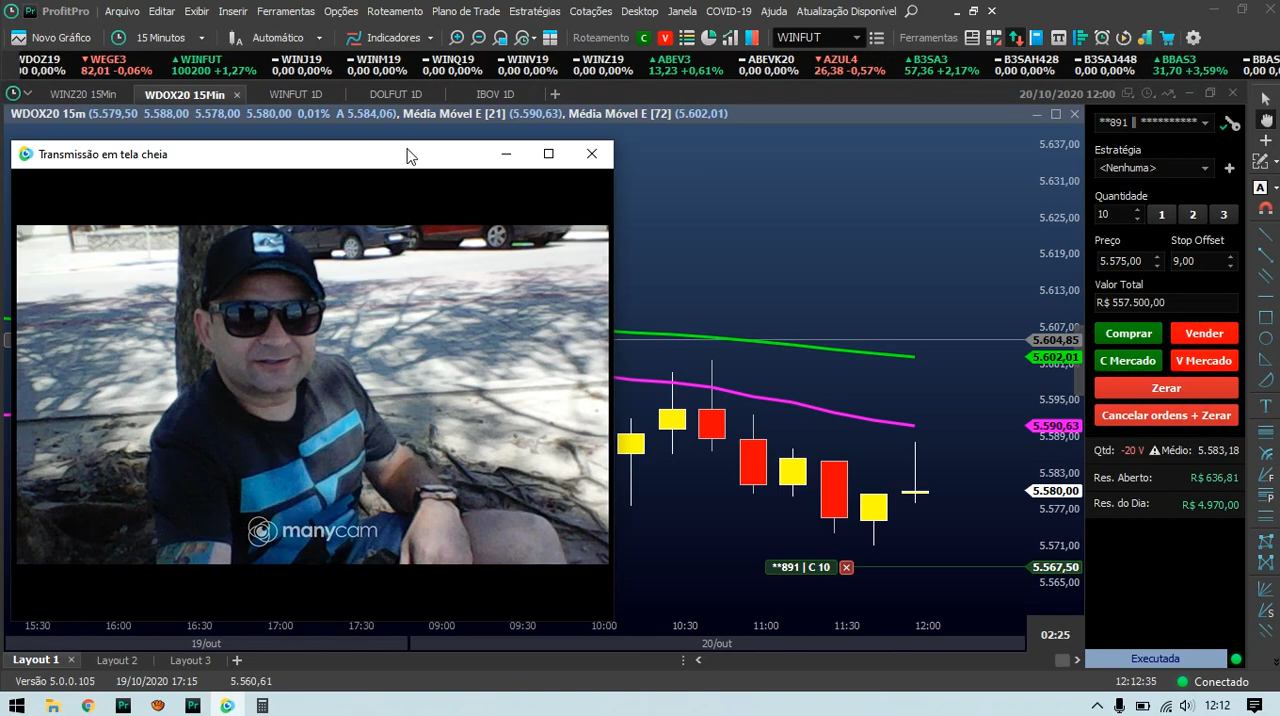 ProfitPro Arquivo Editar Exibir Inserir Ferramentas Opções Roteamento Plano de Trade Estratégias Cotações Desktop Janela COVID-19 Ajuda Atualização Disponível
Novo Gráfico 15 Minutos Automático Indicadores Roteamento C V WINFUT Ferramentas
WDOZ19 WEGE3 WINFUT WINJ19 WINM19 WINQ19 WINV19 WINZ19 ABEV3 ABEVK20 AZUL4 B3SA3 B3SAH428 B3SAJ448 BBAS3
0,00% 82,01 -0,06% 100200 +1,27% 0,00 0,00% 0,00 0,00% 0,00 0,00% 0,00 0,00% 0,00 0,00% 13,23 +0,61% 0,00 0,00% 26,38 -0,57% 57,36 +2,17% 0,00 0,00% 0,00 0,00% 31,70 +3,59% 0,00
WINZ20 15Min WDOX20 15Min WINFUT 1D DOLFUT 1D IBOV 1D 20/10/2020 12:00
WDOX20 15m (5.579,50 5.588,00 5.578,00 5.580,00 0,01% A 5.584,06), Média Móvel E [21] (5.590,63), Média Móvel E [72] (5.602,01)
Transmissão em tela cheia
manycam
5.637,00
5.631,00
5.625,00
5.619,00
5.613,00
5.607,00
5.604,85
5.602,01
5.601,00
5.595,00
5.590,63
5.589,00
5.583,00
5.580,00
5.577,00
5.571,00
**891 | C 10 5.567,50
5.565,00
15:30 16:00 16:30 17:00 17:30 09:00 09:30 10:00 10:30 11:00 11:30 12:00
19/out 20/out
02:25
**891 **********
Estratégia
<Nenhuma>
Quantidade
10 1 2 3
Preço Stop Offset
5.575,00 9,00
Valor Total
R$ 557.500,00
Comprar Vender
C Mercado V Mercado
Zerar
Cancelar ordens + Zerar
Qtd: -20 V Médio: 5.583,18
Res. Aberto: R$ 636,81
Res. do Dia: R$ 4.970,00
Layout 1 Layout 2 Layout 3 Executada
Versão 5.0.0.105 19/10/2020 17:15 5.560,61 12:12:35 Conectado
12:12